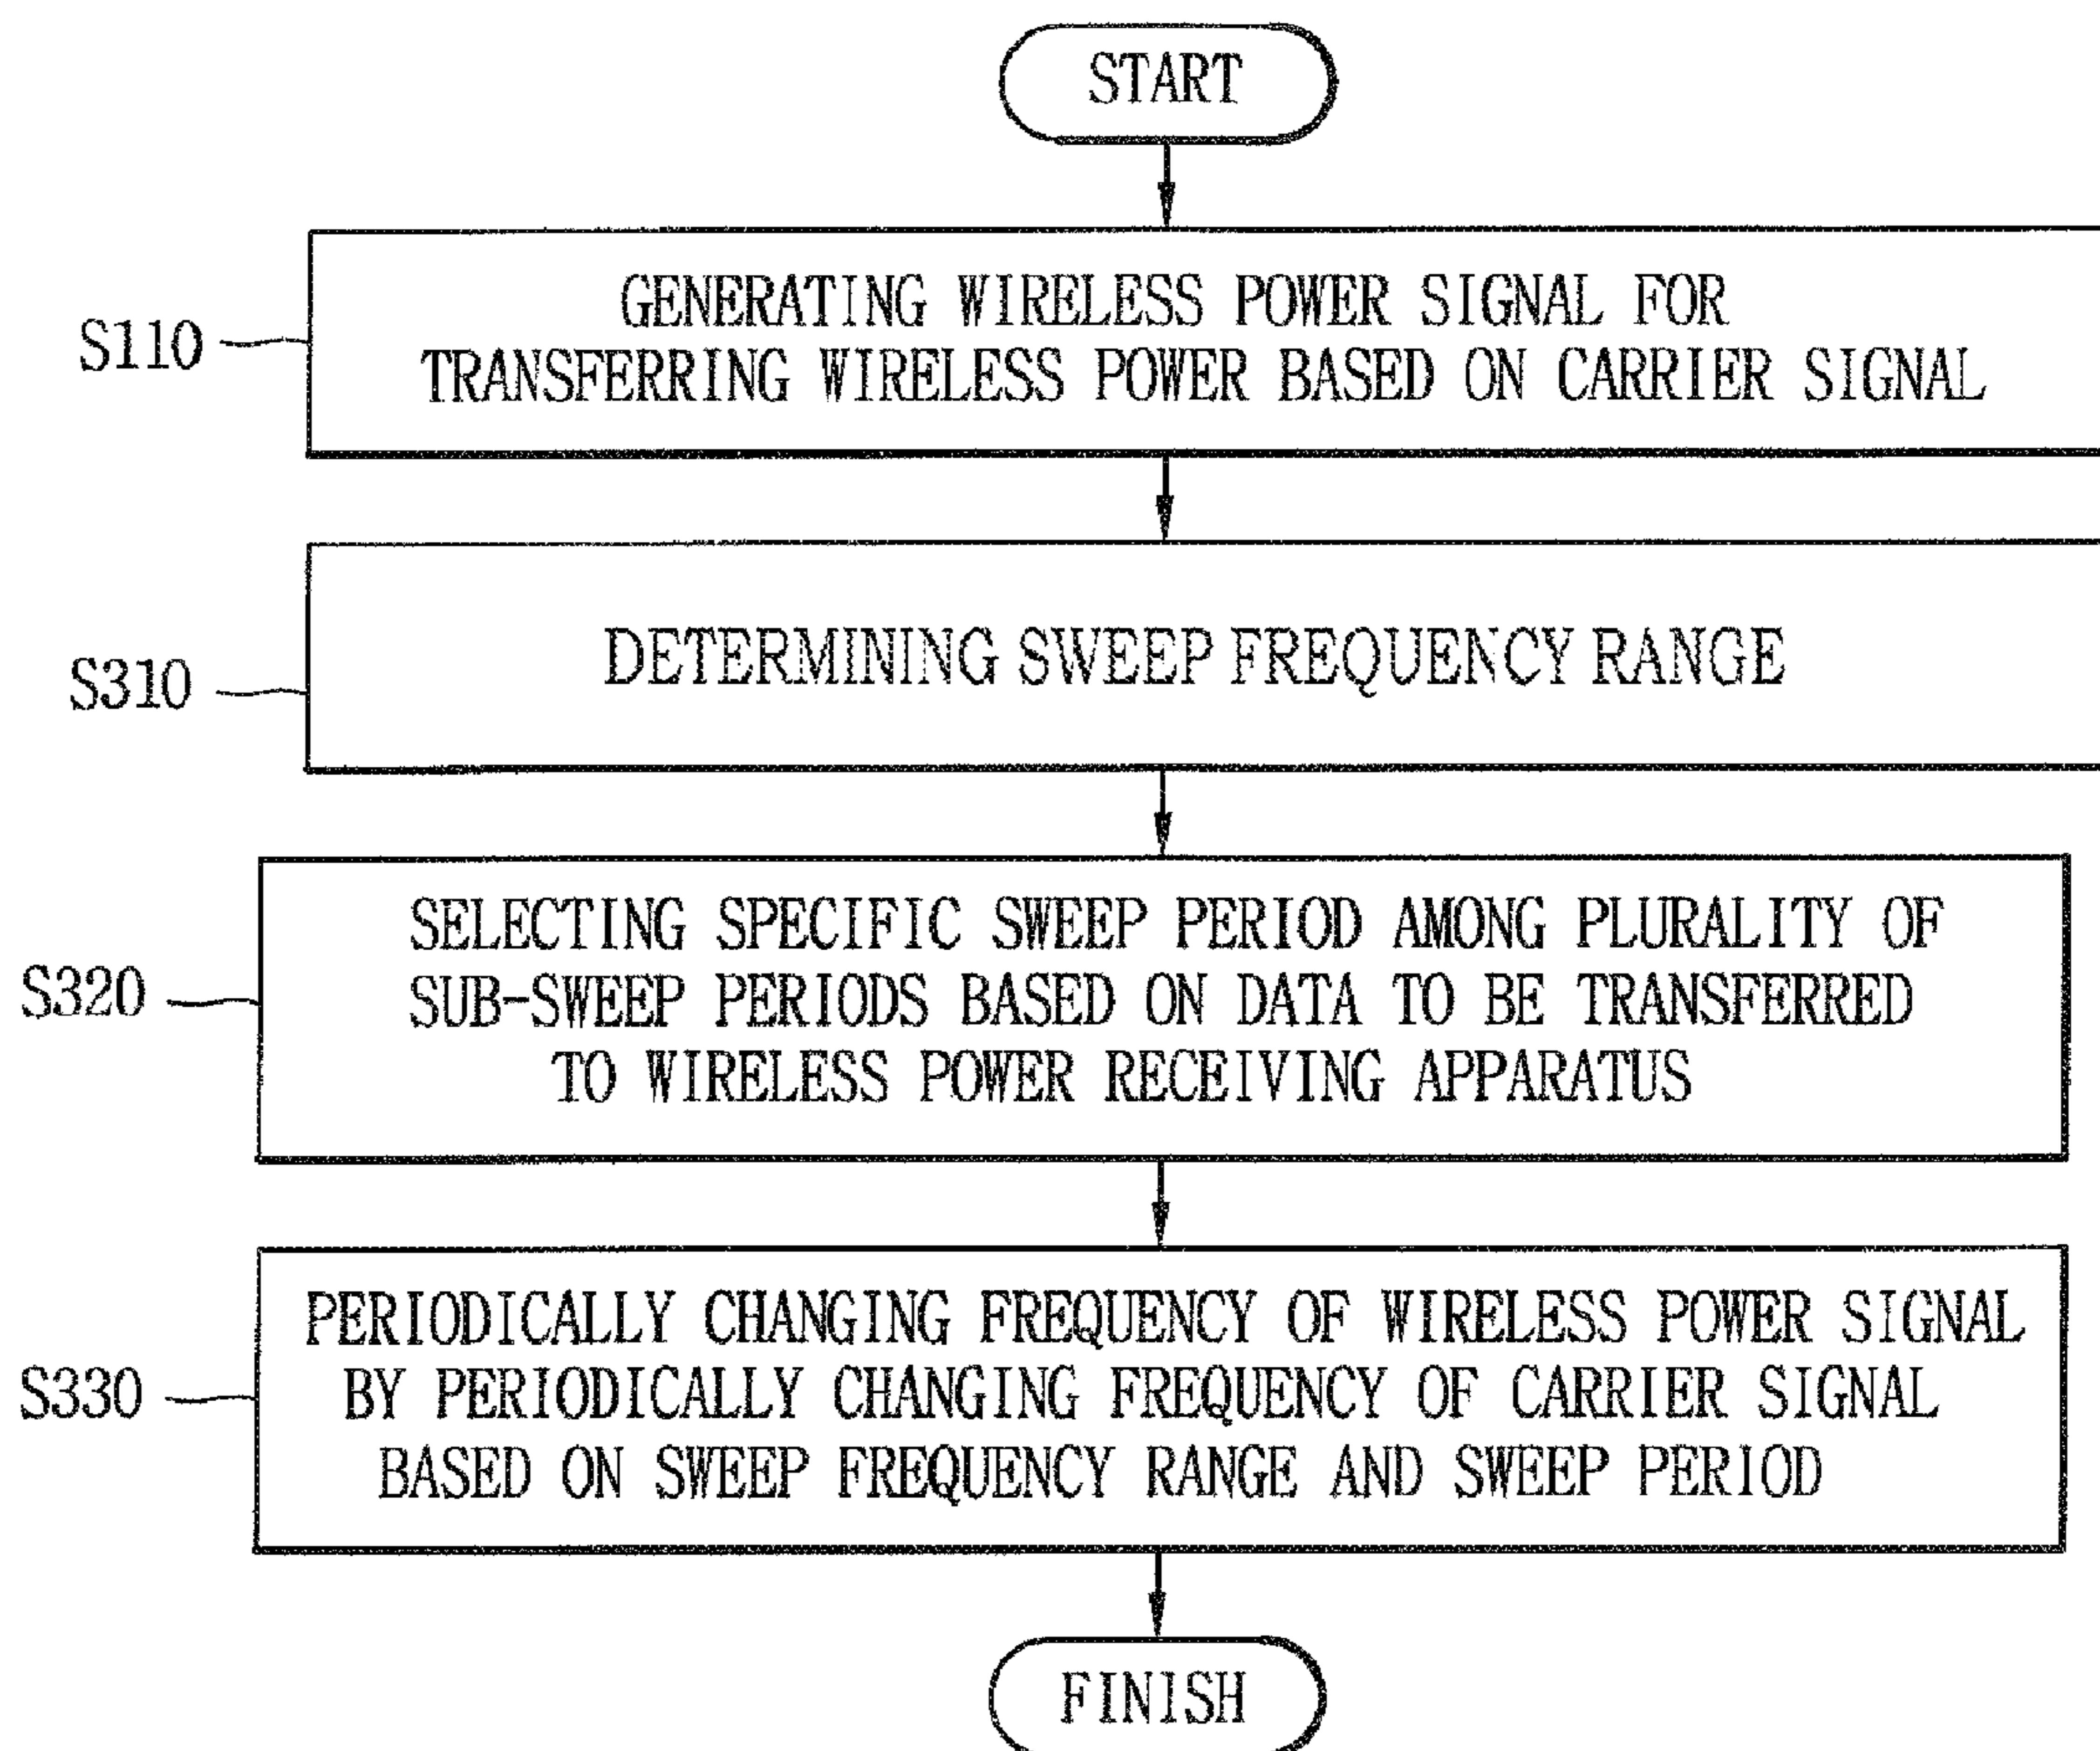 START
GENERATING WIRELESS POWER SIGNAL FOR
S110
TRANSFERRING WIRELESS POWER BASED ON CARRIER SIGNAL
S310
DETERMINING SWEEP FREQUENCY RANGE
SELECTING SPECIFIC SWEEP PERIOD AMONG PLURALITY OF
S320
SUB-SWEEP PERIODS BASED ON DATA TO BE TRANSFERRED
TO WIRELESS POWER RECEIVING APPARATUS
PERIODICALLY CHANGING FREQUENCY OF WIRELESS POWER SIGNAL
S330
BY PERIODICALLY CHANGING FREQUENCY OF CARRIER SIGNAL
BASED ON SWEEP FREQUENCY RANGE AND SWEEP PERIOD
FINISH